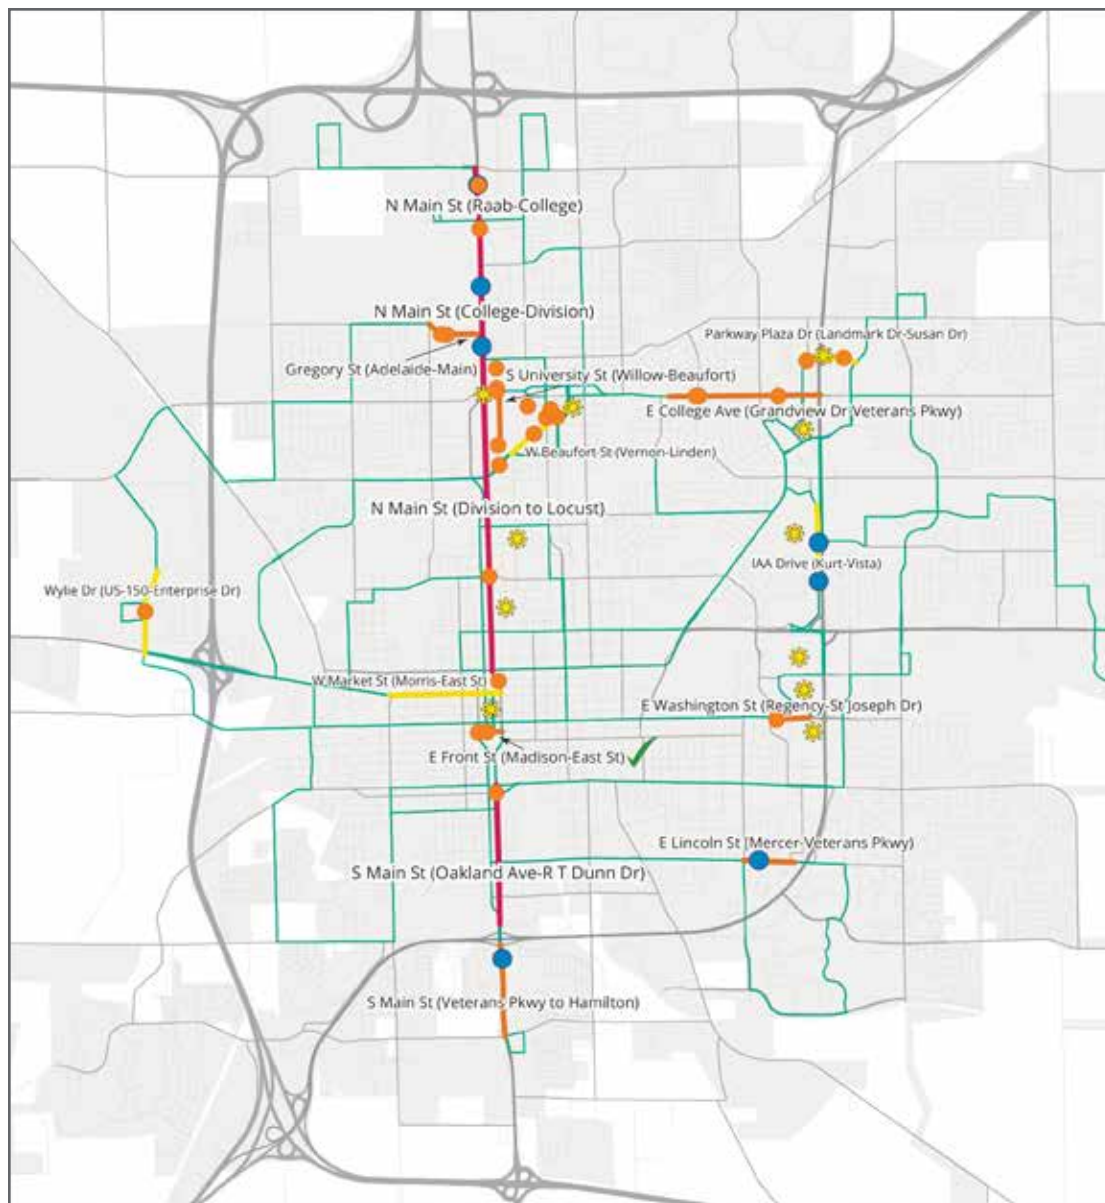 N Main St (Raab-College)
N Main St (College-Division)
Parkway Plaza Dr (Landmark Dr-Susan Dr)
Gregory St (Adelaide-Main)
S University St (Willow-Beaufort)
E College Ave (Grandview Dr Veterans Pkwy)
W Beaufort St (Vernon-Linden)
N Main St (Division to Locust)
IAA Drive (Kurt-Vista)
Wylie Dr (US-150-Enterprise Dr)
W Market St (Morris-East St)
E Washington St (Regency-St Joseph Dr)
E Front St (Madison-East St)
E Lincoln St (Mercer-Veterans Pkwy)
S Main St (Oakland Ave-R T Dunn Dr)
S Main St (Veterans Pkwy to Hamilton)